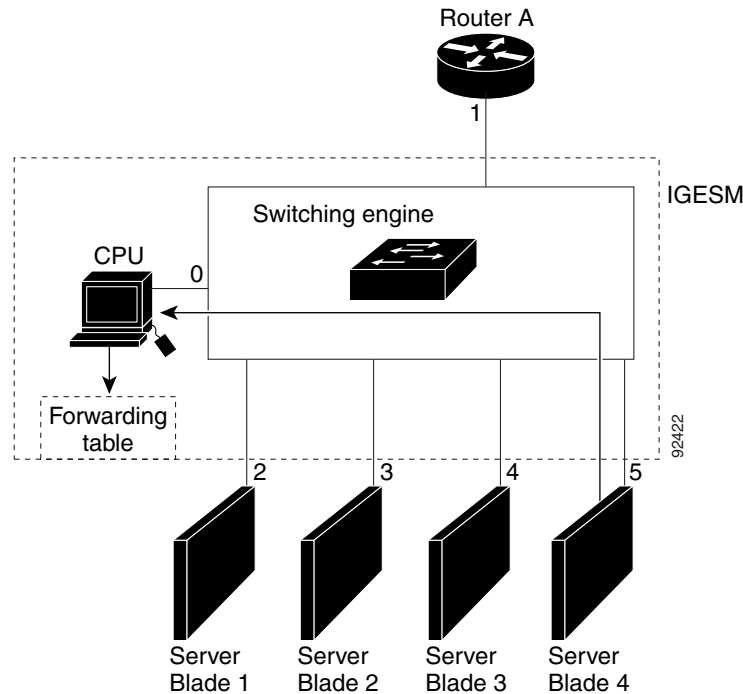 Router A
1
IGESM
Switching engine
CPU
0
Forwarding
table
92422
2
3
4
5
Server
Blade 1
Server
Blade 2
Server
Blade 3
Server
Blade 4